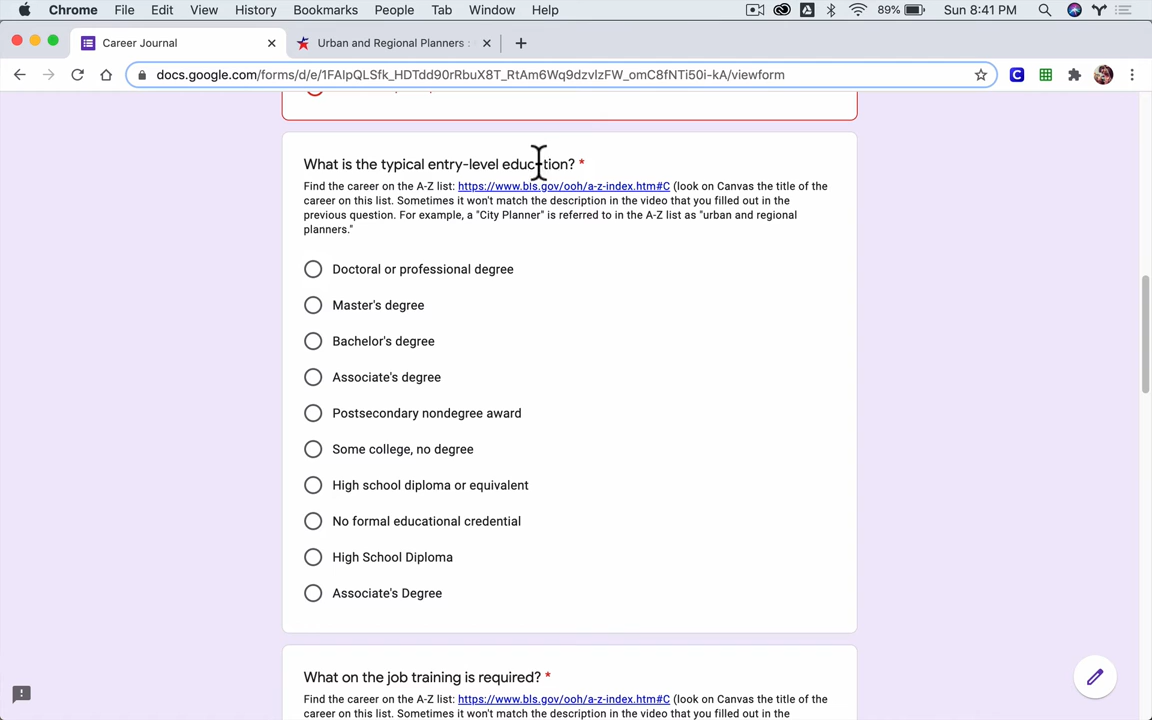 Chrome File Edit View History Bookmarks People Tab Window Help 89% Sun 8:41 PM
Career Journal Urban and Regional Planners :
docs.google.com/forms/d/e/1FAIpQLSfk_HDTdd90rRbuX8T_RtAm6Wq9dzvIzFW_omC8fNTi50i-kA/viewform
What is the typical entry-level education? *
Find the career on the A-Z list: https://www.bls.gov/ooh/a-z-index.htm#C (look on Canvas the title of the
career on this list. Sometimes it won't match the description in the video that you filled out in the
previous question. For example, a "City Planner" is referred to in the A-Z list as "urban and regional
planners."
Doctoral or professional degree
Master's degree
Bachelor's degree
Associate's degree
Postsecondary nondegree award
Some college, no degree
High school diploma or equivalent
No formal educational credential
High School Diploma
Associate's Degree
What on the job training is required? *
Find the career on the A-Z list: https://www.bls.gov/ooh/a-z-index.htm#C (look on Canvas the title of the
career on this list. Sometimes it won't match the description in the video that you filled out in the